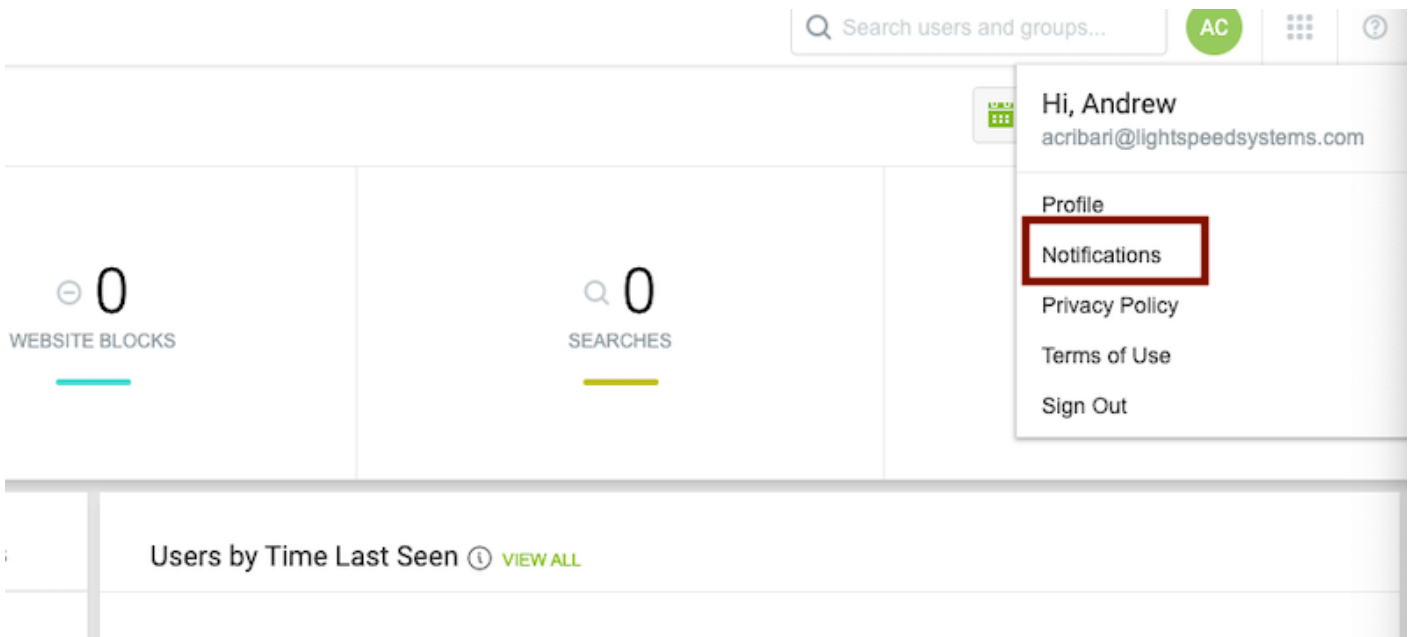 Search users and groups...
AC
Hi, Andrew
acribari@lightspeedsystems.com
Profile
Notifications
Privacy Policy
Terms of Use
Sign Out
0
WEBSITE BLOCKS
0
SEARCHES
Users by Time Last Seen
VIEW ALL